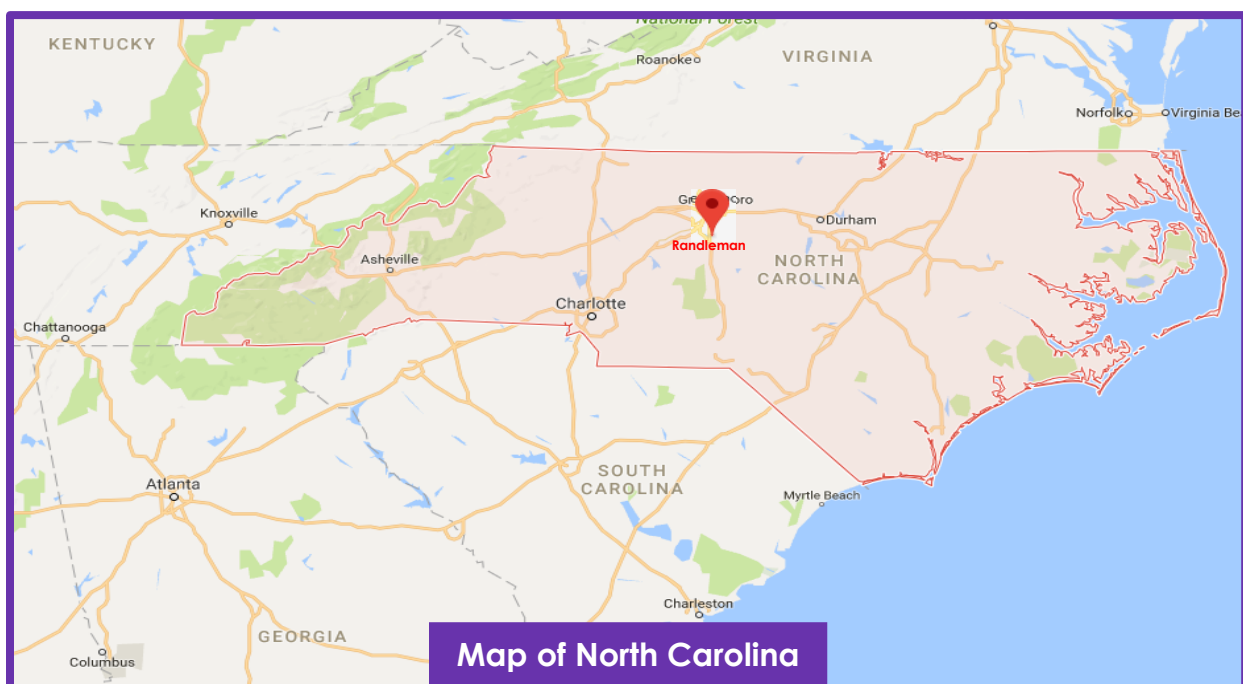 National Forest
KENTUCKY
VIRGINIA
Roanoke
Norfolk
Virginia Be
Knoxville
Durham
Randleman
Asheville
NORTH
CAROLINA
Charlotte
Chattanooga
Atlanta
SOUTH
CAROLINA
Myrtle Beach
Charleston
GEORGIA
Columbus
Map of North Carolina